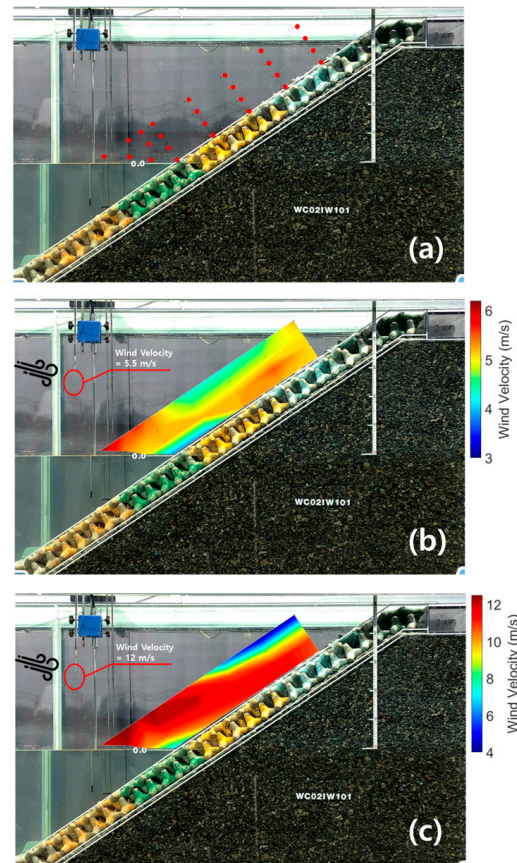 0.0
WC02IW101
(a)
Wind Velocity
= 5.5 m/s
0.0
WC02IW101
(b)
6
5
4
3
Wind Velocity (m/s)
Wind Velocity
= 12 m/s
0.0
WC02IW101
(c)
12
10
8
6
4
Wind Velocity (m/s)